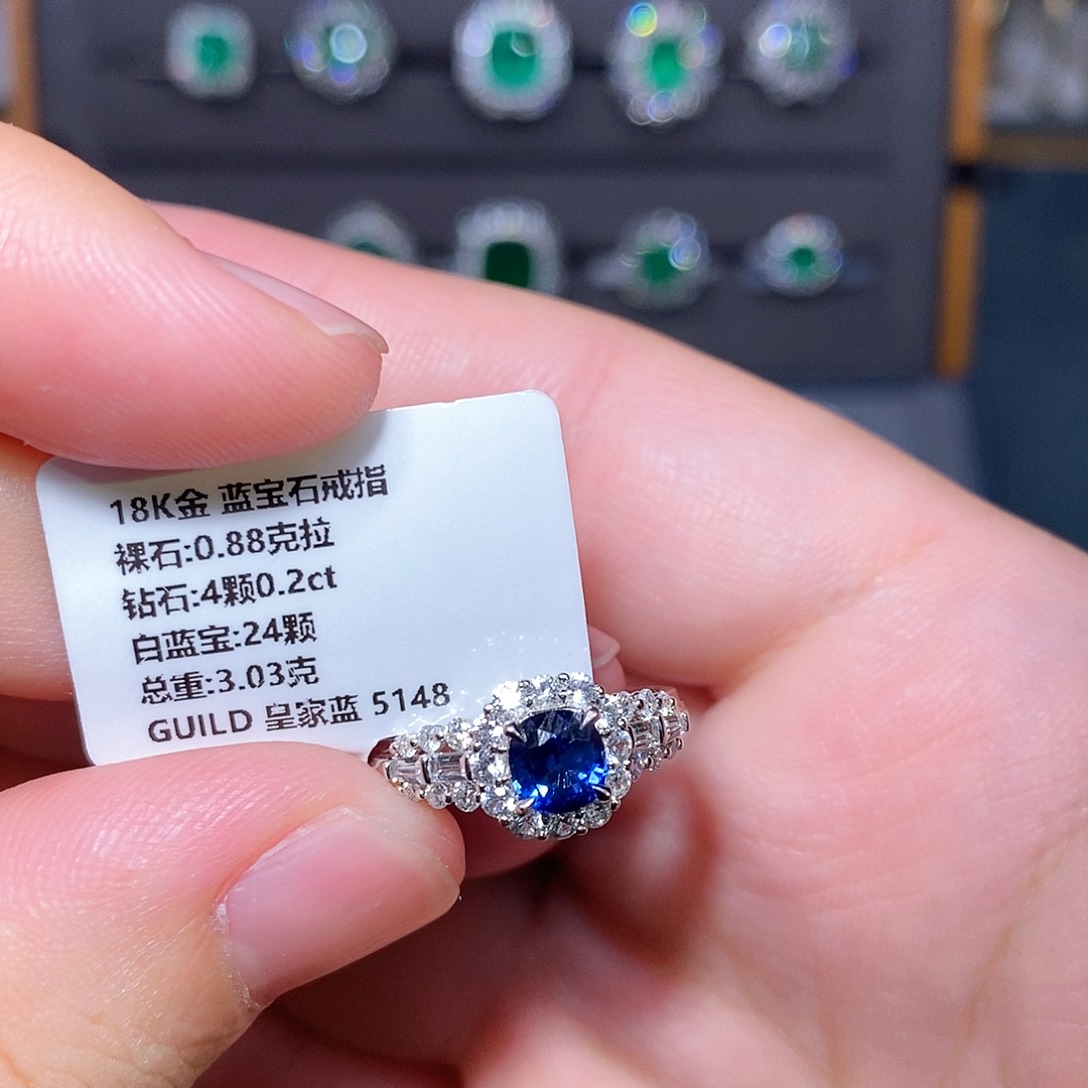 18K金 蓝宝石戒指
裸石:0.88克拉
钻石:4颗0.2ct
白蓝宝:24颗
总重:3.03克
GUILD 皇家蓝 5148